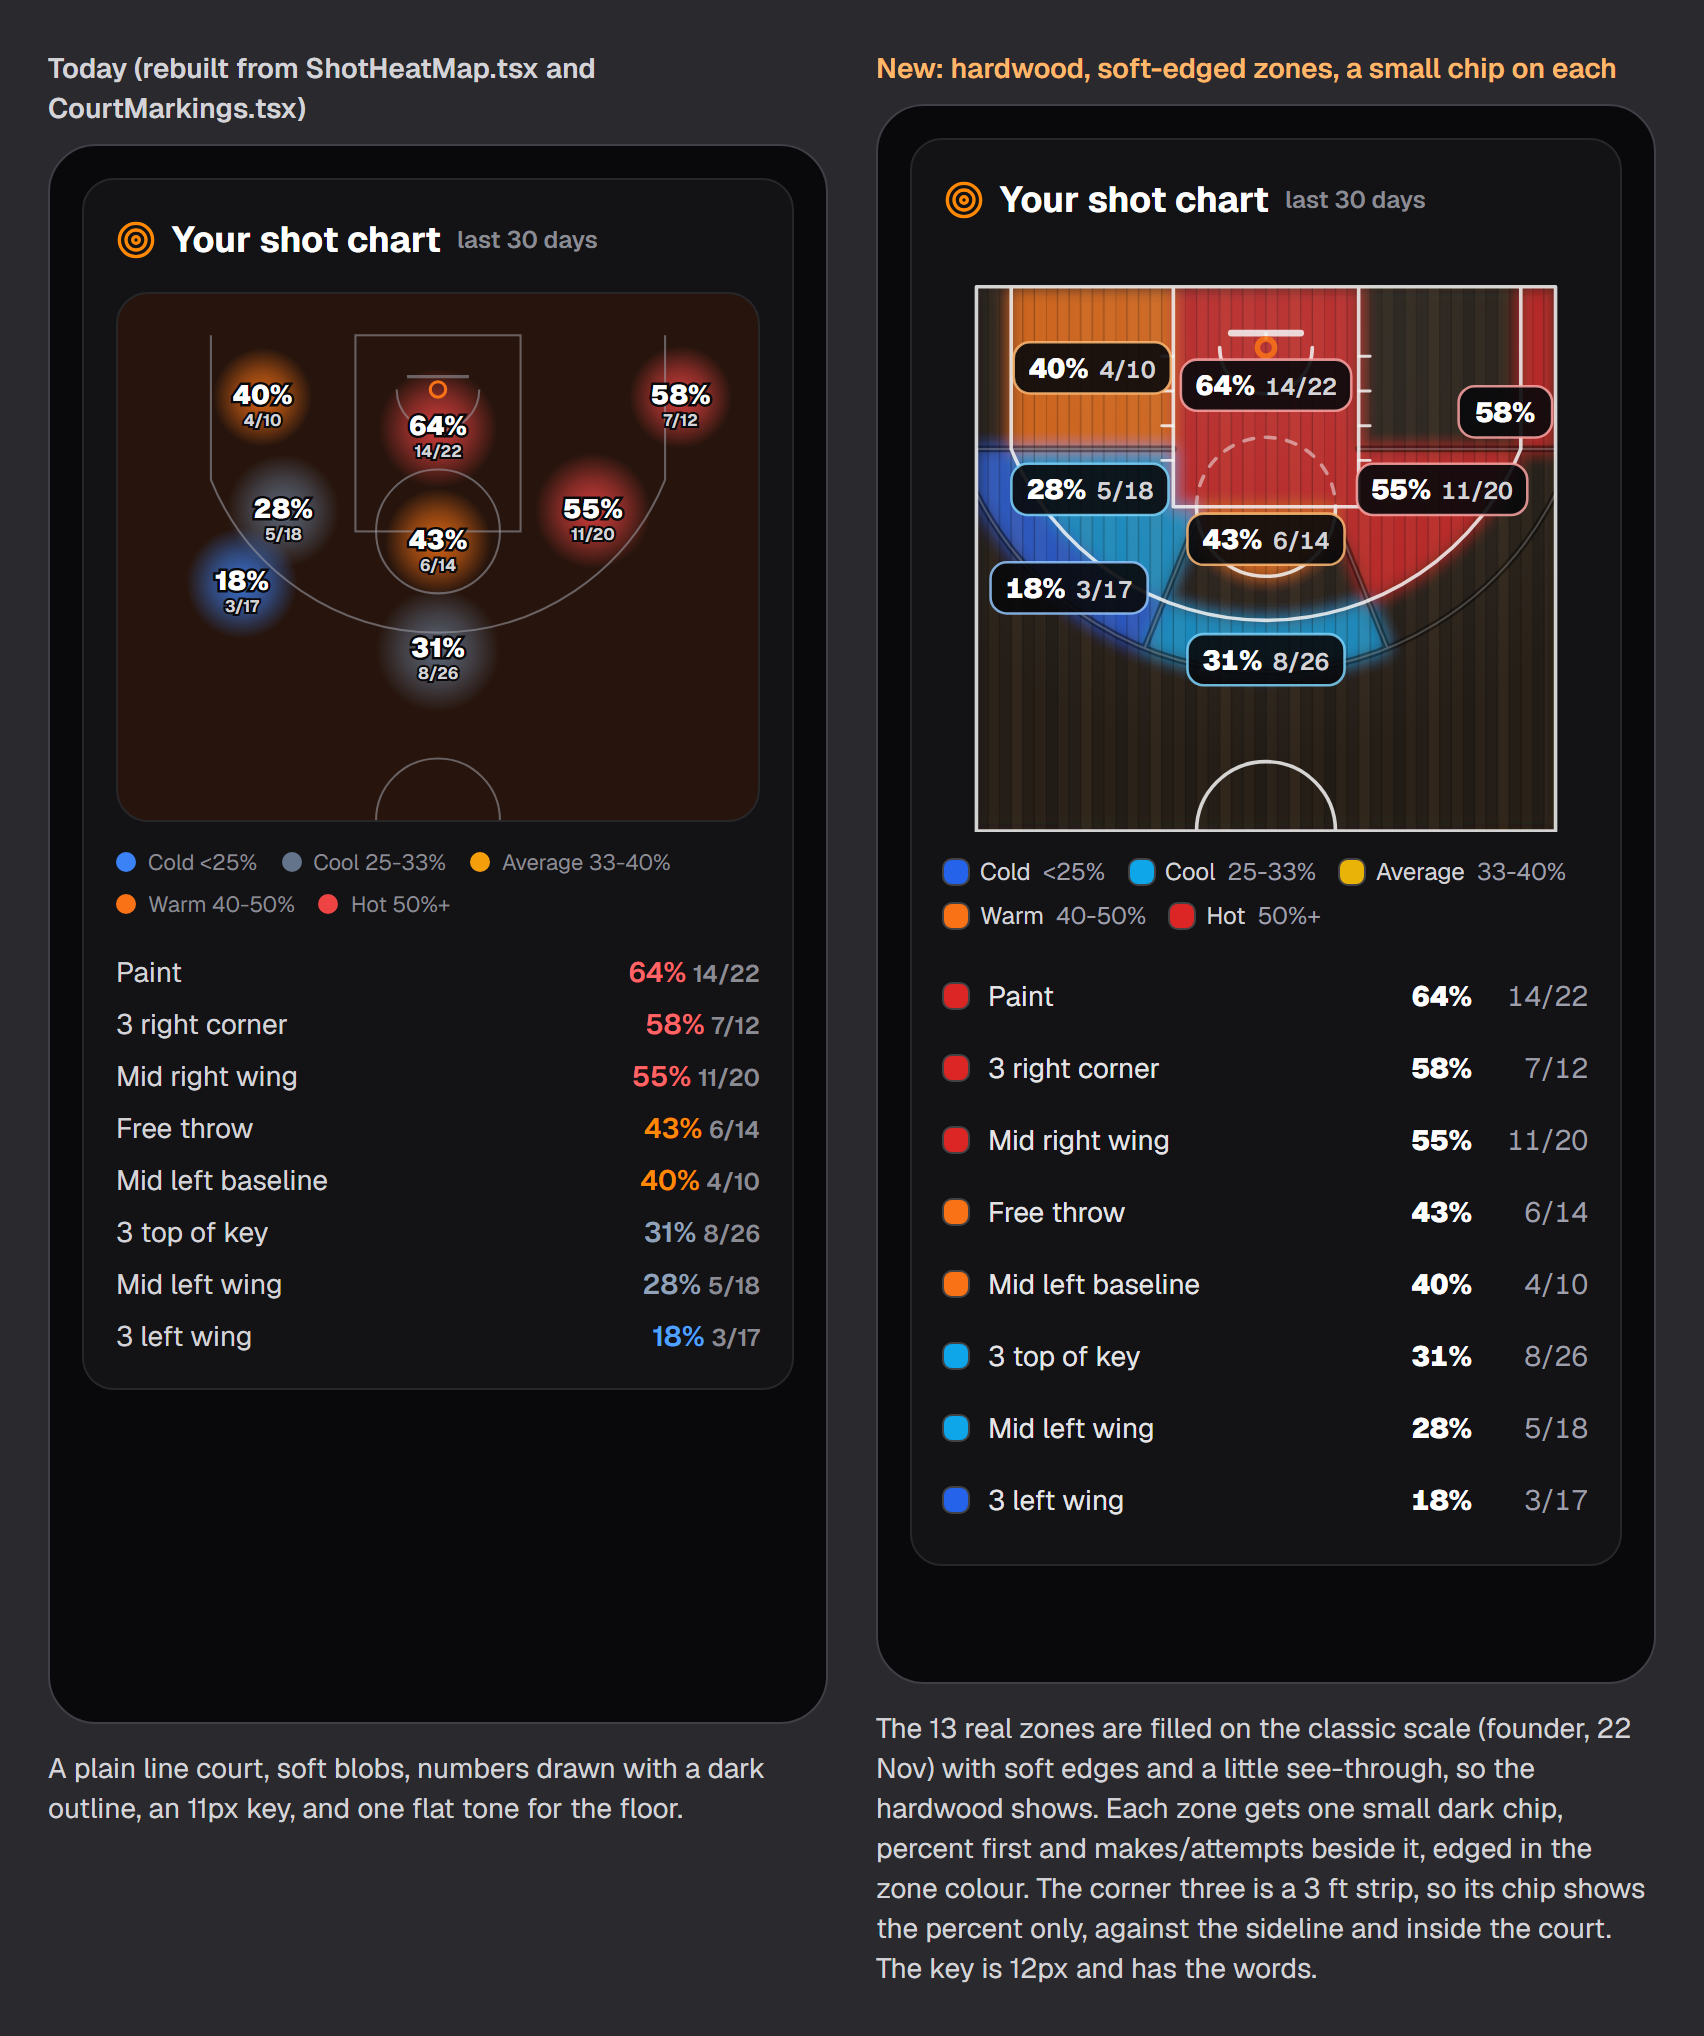 Today (rebuilt from ShotHeatMap.tsx and
CourtMarkings.tsx)
Your shot chart last 30 days
40%
4/10
58%
7/12
64%
14/22
28%
5/18
55%
11/20
43%
6/14
18%
3/17
31%
8/26
Cold <25% Cool 25-33% Average 33-40%
Warm 40-50% Hot 50%+
Paint 64% 14/22
3 right corner 58% 7/12
Mid right wing 55% 11/20
Free throw 43% 6/14
Mid left baseline 40% 4/10
3 top of key 31% 8/26
Mid left wing 28% 5/18
3 left wing 18% 3/17
A plain line court, soft blobs, numbers drawn with a dark
outline, an 11px key, and one flat tone for the floor.
New: hardwood, soft-edged zones, a small chip on each
Your shot chart last 30 days
40% 4/10
64% 14/22
58%
28% 5/18
55% 11/20
43% 6/14
18% 3/17
31% 8/26
Cold <25% Cool 25-33% Average 33-40%
Warm 40-50% Hot 50%+
Paint 64% 14/22
3 right corner 58% 7/12
Mid right wing 55% 11/20
Free throw 43% 6/14
Mid left baseline 40% 4/10
3 top of key 31% 8/26
Mid left wing 28% 5/18
3 left wing 18% 3/17
The 13 real zones are filled on the classic scale (founder, 22
Nov) with soft edges and a little see-through, so the
hardwood shows. Each zone gets one small dark chip,
percent first and makes/attempts beside it, edged in the
zone colour. The corner three is a 3 ft strip, so its chip shows
the percent only, against the sideline and inside the court.
The key is 12px and has the words.